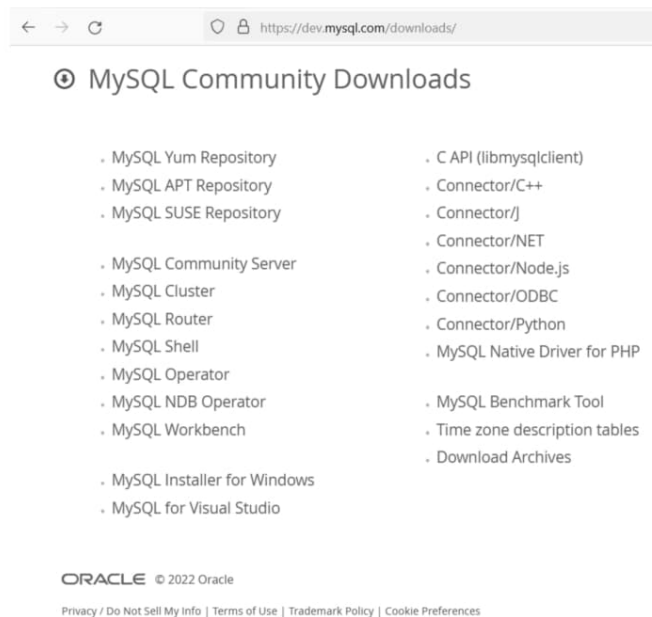 https://dev.mysql.com/downloads/
MySQL Community Downloads
MySQL Yum Repository
MySQL APT Repository
MySQL SUSE Repository
MySQL Community Server
MySQL Cluster
MySQL Router
MySQL Shell
MySQL Operator
MySQL NDB Operator
MySQL Workbench
MySQL Installer for Windows
MySQL for Visual Studio
C API (libmysqlclient)
Connector/C++
Connector/J
Connector/NET
Connector/Node.js
Connector/ODBC
Connector/Python
MySQL Native Driver for PHP
MySQL Benchmark Tool
Time zone description tables
Download Archives
ORACLE © 2022 Oracle
Privacy / Do Not Sell My Info | Terms of Use | Trademark Policy | Cookie Preferences